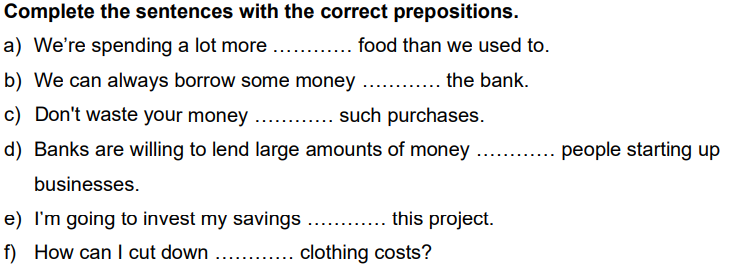 Complete the sentences with the correct prepositions.
a) We're spending a lot more ………… food than we used to.
b) We can always borrow some money ………… the bank.
c) Don't waste your money ………… such purchases.
d) Banks are willing to lend large amounts of money ………… people starting up
businesses.
e) I'm going to invest my savings ………… this project.
f) How can I cut down ………… clothing costs?